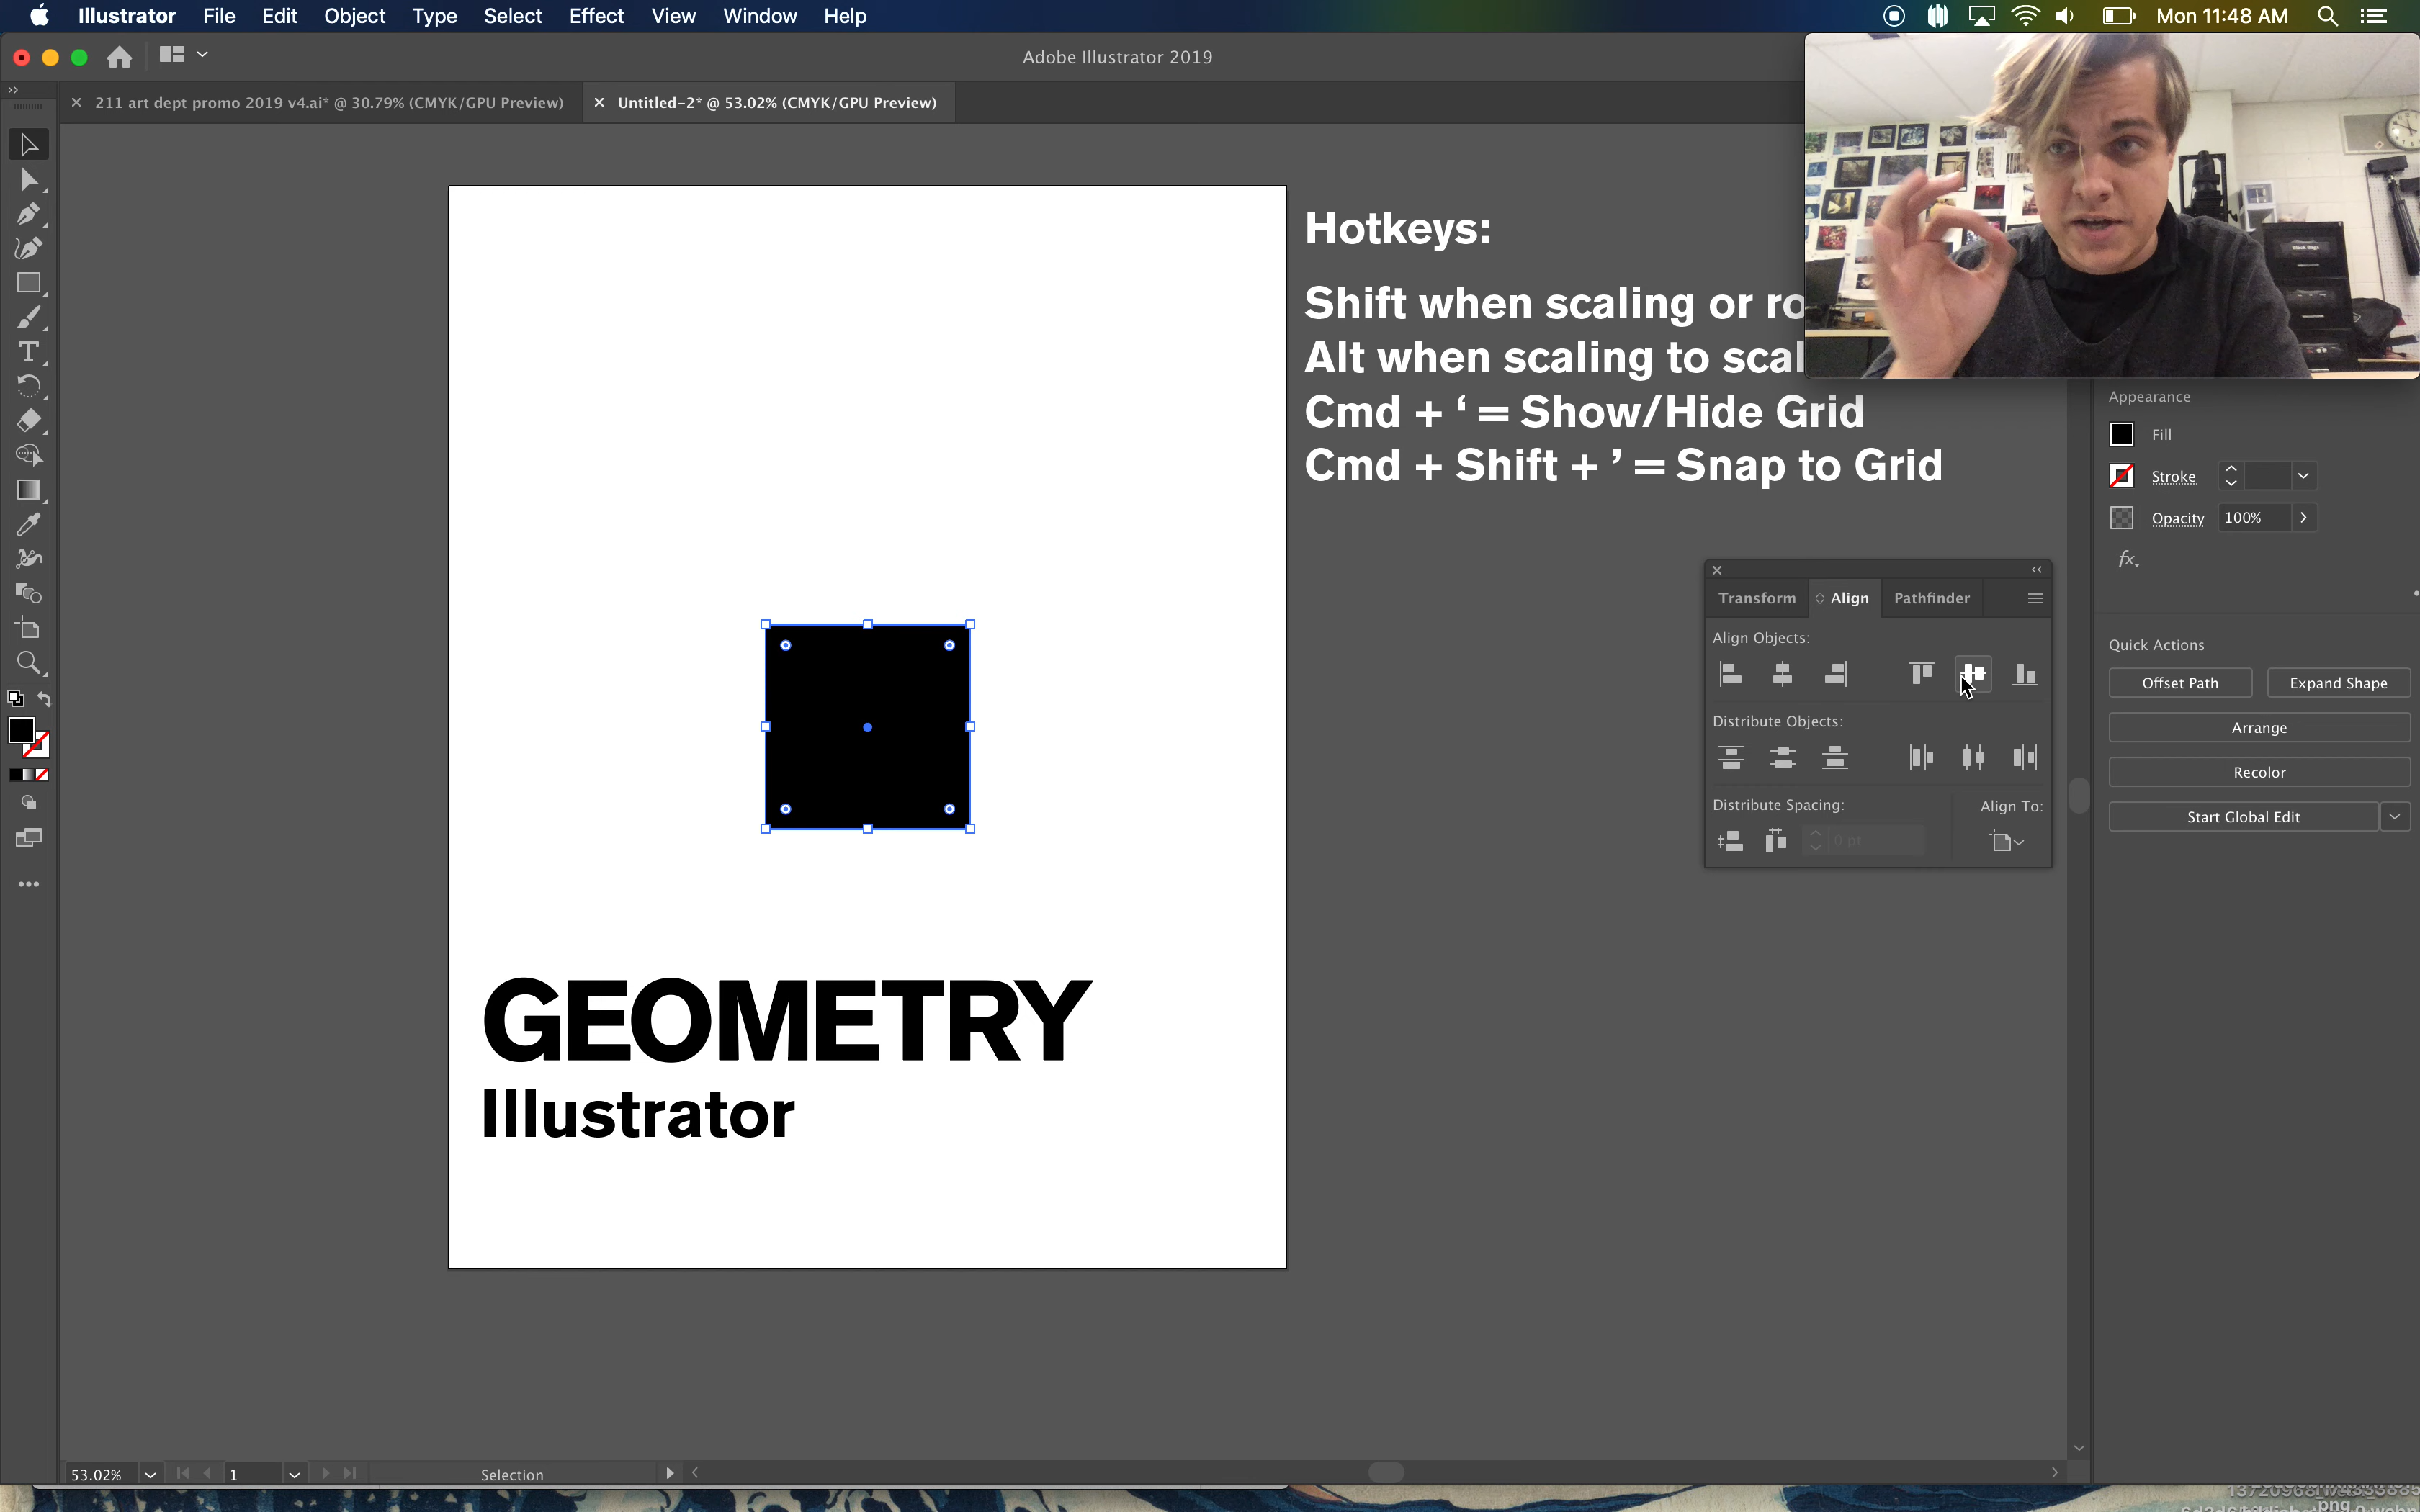 Illustrator File Edit Object Type Select Effect View Window Help
Mon 11:48 AM
Adobe Illustrator 2019
211 art dept promo 2019 v4.ai* @ 30.79% (CMYK/GPU Preview)
Untitled-2* @ 53.02% (CMYK/GPU Preview)
Hotkeys:
Shift when scaling or ro
Alt when scaling to scal
Cmd + ‘ = Show/Hide Grid
Cmd + Shift + ’ = Snap to Grid
Appearance
Fill
Stroke
Opacity 100%
fx
Transform Align Pathfinder
Align Objects:
Distribute Objects:
Distribute Spacing:
Align To:
0 pt
Quick Actions
Offset Path Expand Shape
Arrange
Recolor
Start Global Edit
GEOMETRY
Illustrator
53.02% 1 Selection
png